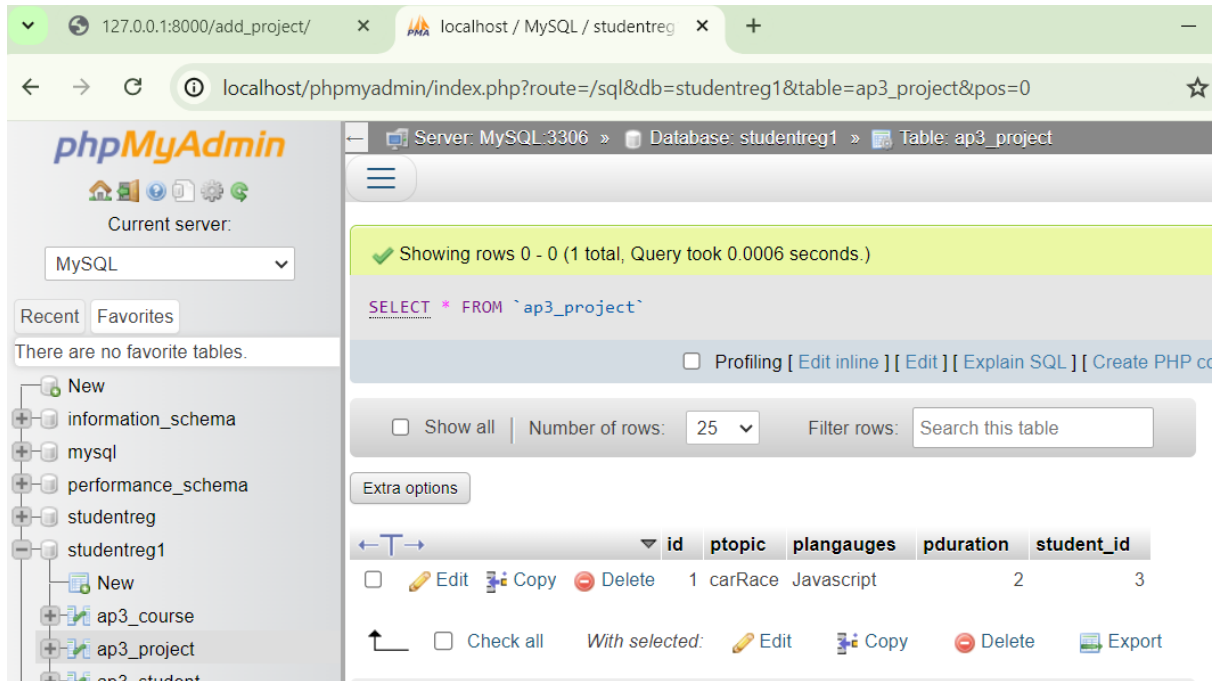 127.0.0.1:8000/add_project/
localhost / MySQL / studentreg
localhost/phpmyadmin/index.php?route=/sql&db=studentreg1&table=ap3_project&pos=0
phpMyAdmin
Current server:
MySQL
Recent Favorites
There are no favorite tables.
New
information_schema
mysql
performance_schema
studentreg
studentreg1
New
ap3_course
ap3_project
ap3_student
Server: MySQL:3306 » Database: studentreg1 » Table: ap3_project
Showing rows 0 - 0 (1 total, Query took 0.0006 seconds.)
SELECT * FROM `ap3_project`
Profiling [ Edit inline ] [ Edit ] [ Explain SQL ] [ Create PHP co
Show all | Number of rows: 25 Filter rows: Search this table
Extra options
id ptopic plangauges pduration student_id
Edit Copy Delete 1 carRace Javascript 2 3
Check all With selected: Edit Copy Delete Export